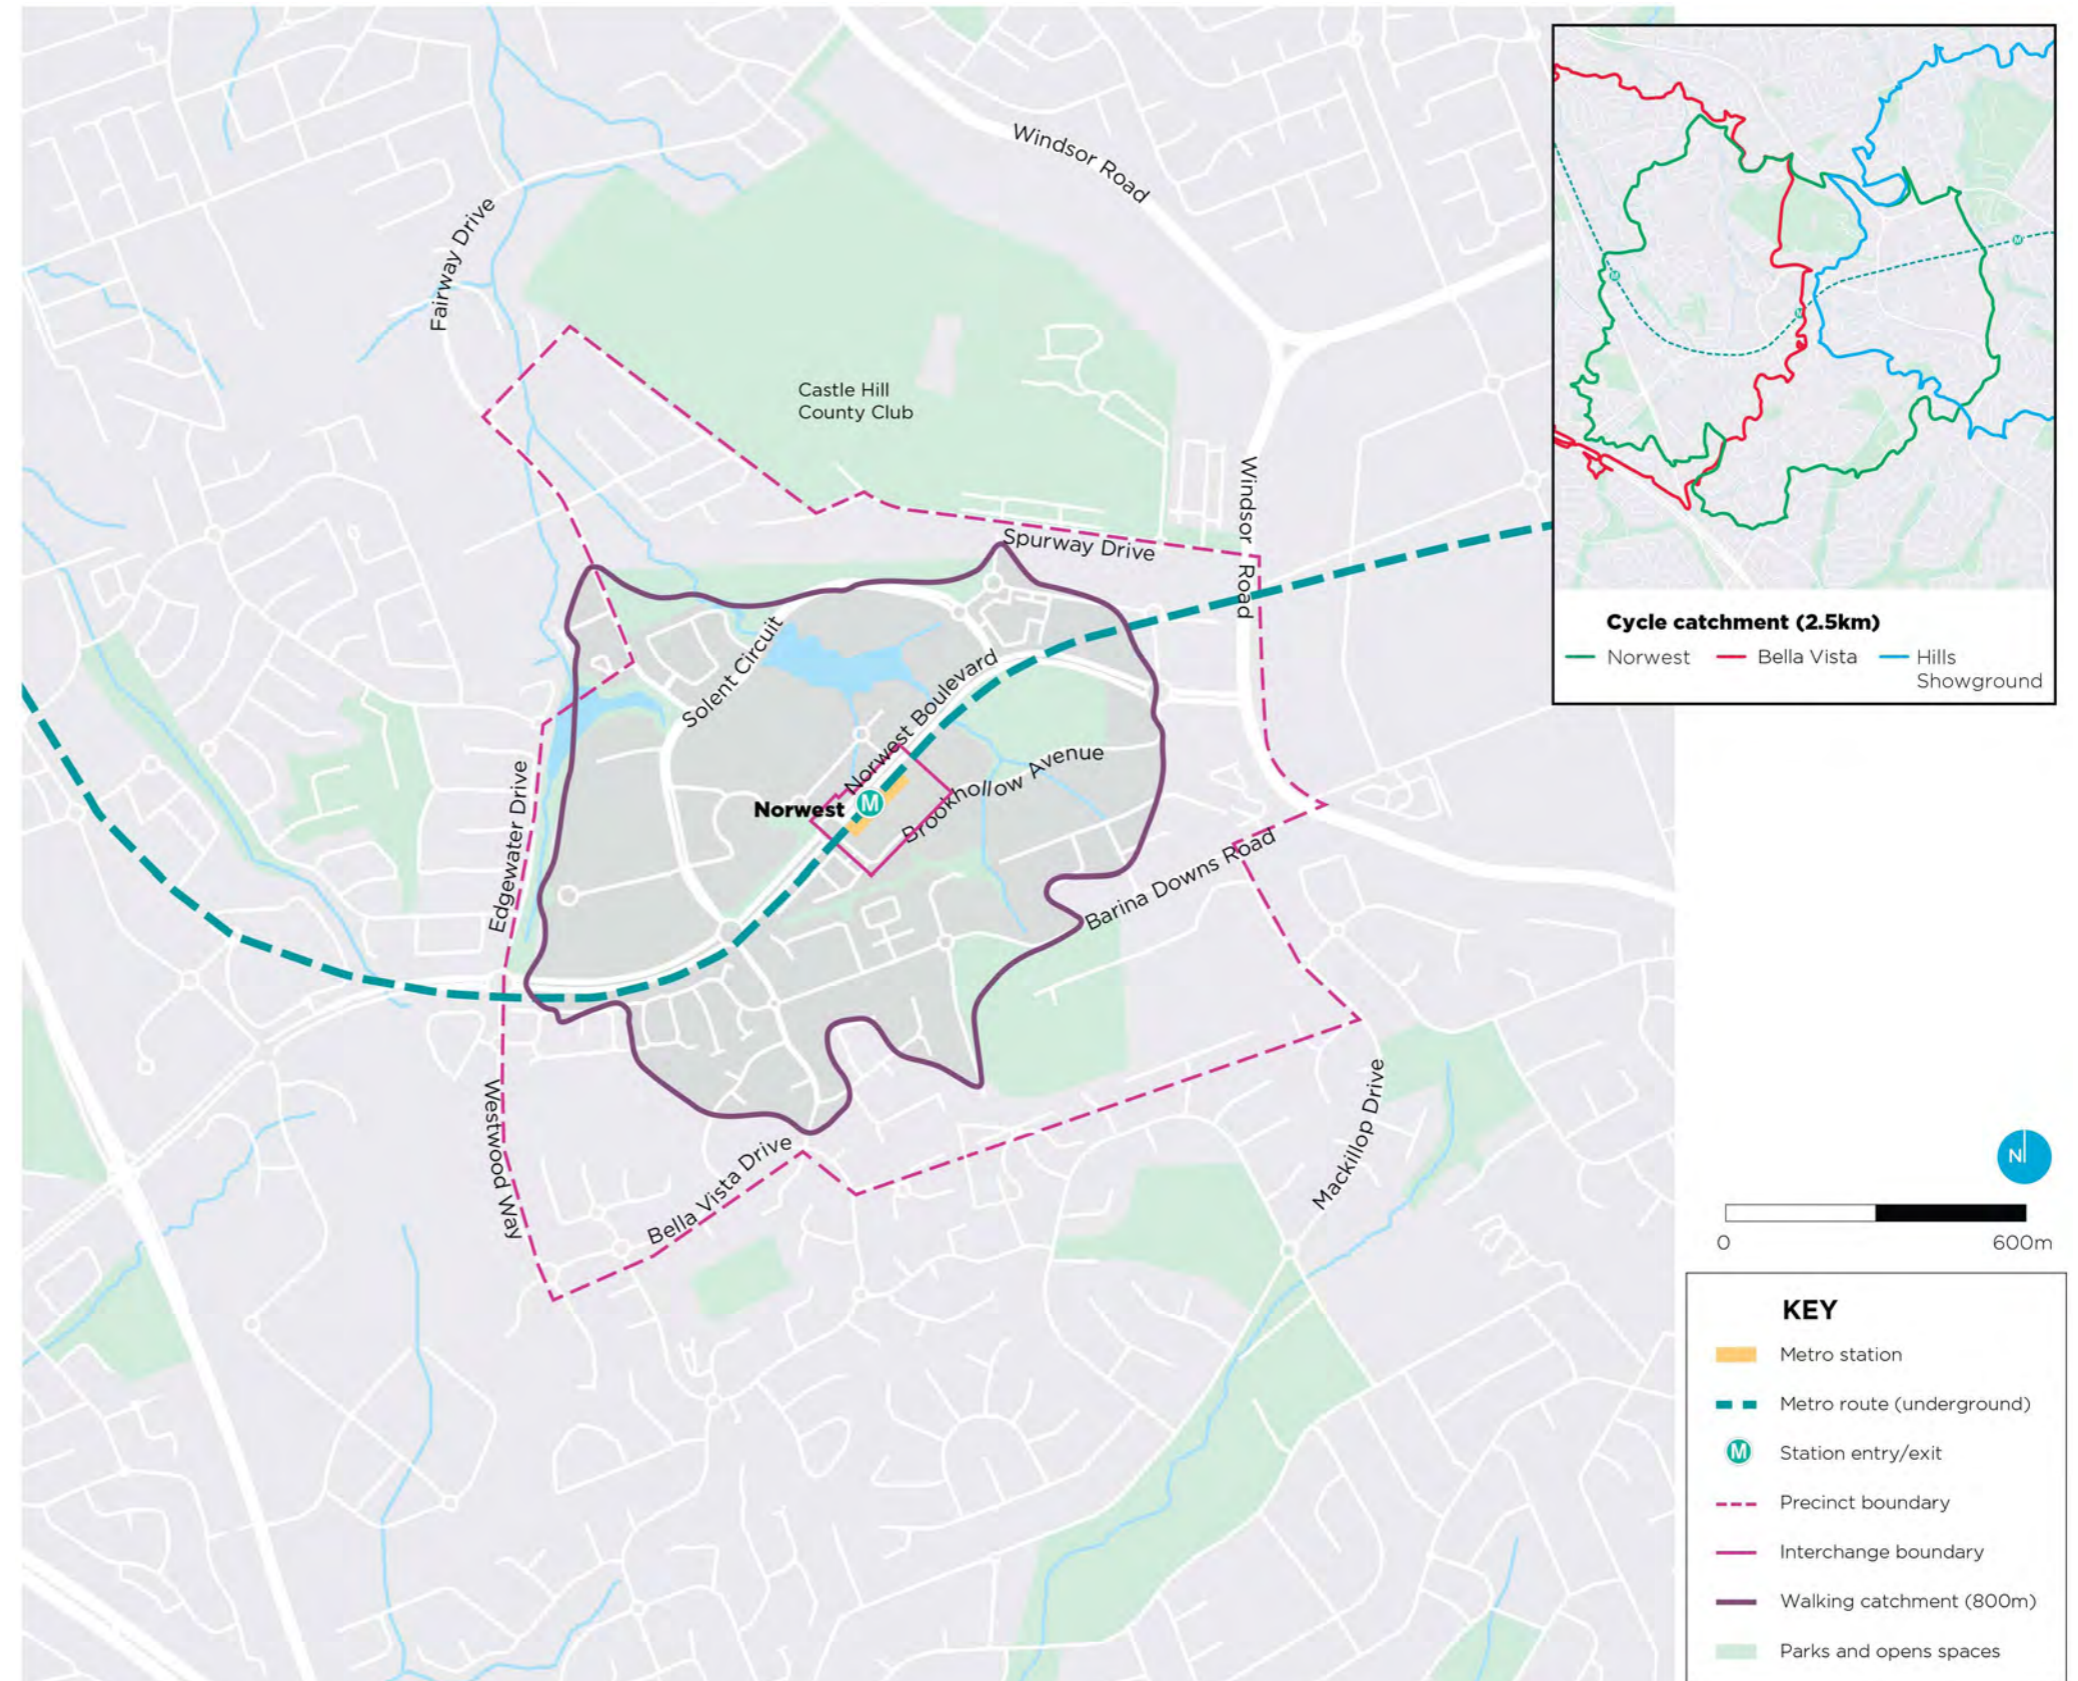 Windsor Road
Fairway Drive
Castle Hill
County Club
Windsor Road
Spurway Drive
Solent Circuit
Norwest Boulevard
Brookhollow Avenue
Norwest
M
Edgewater Drive
Barina Downs Road
Westwood Way
Bella Vista Drive
Mackillop Drive
M
M
M
Cycle catchment (2.5km)
Norwest
Bella Vista
Hills
Showground
N
0
600m
KEY
Metro station
Metro route (underground)
M
Station entry/exit
Precinct boundary
Interchange boundary
Walking catchment (800m)
Parks and opens spaces